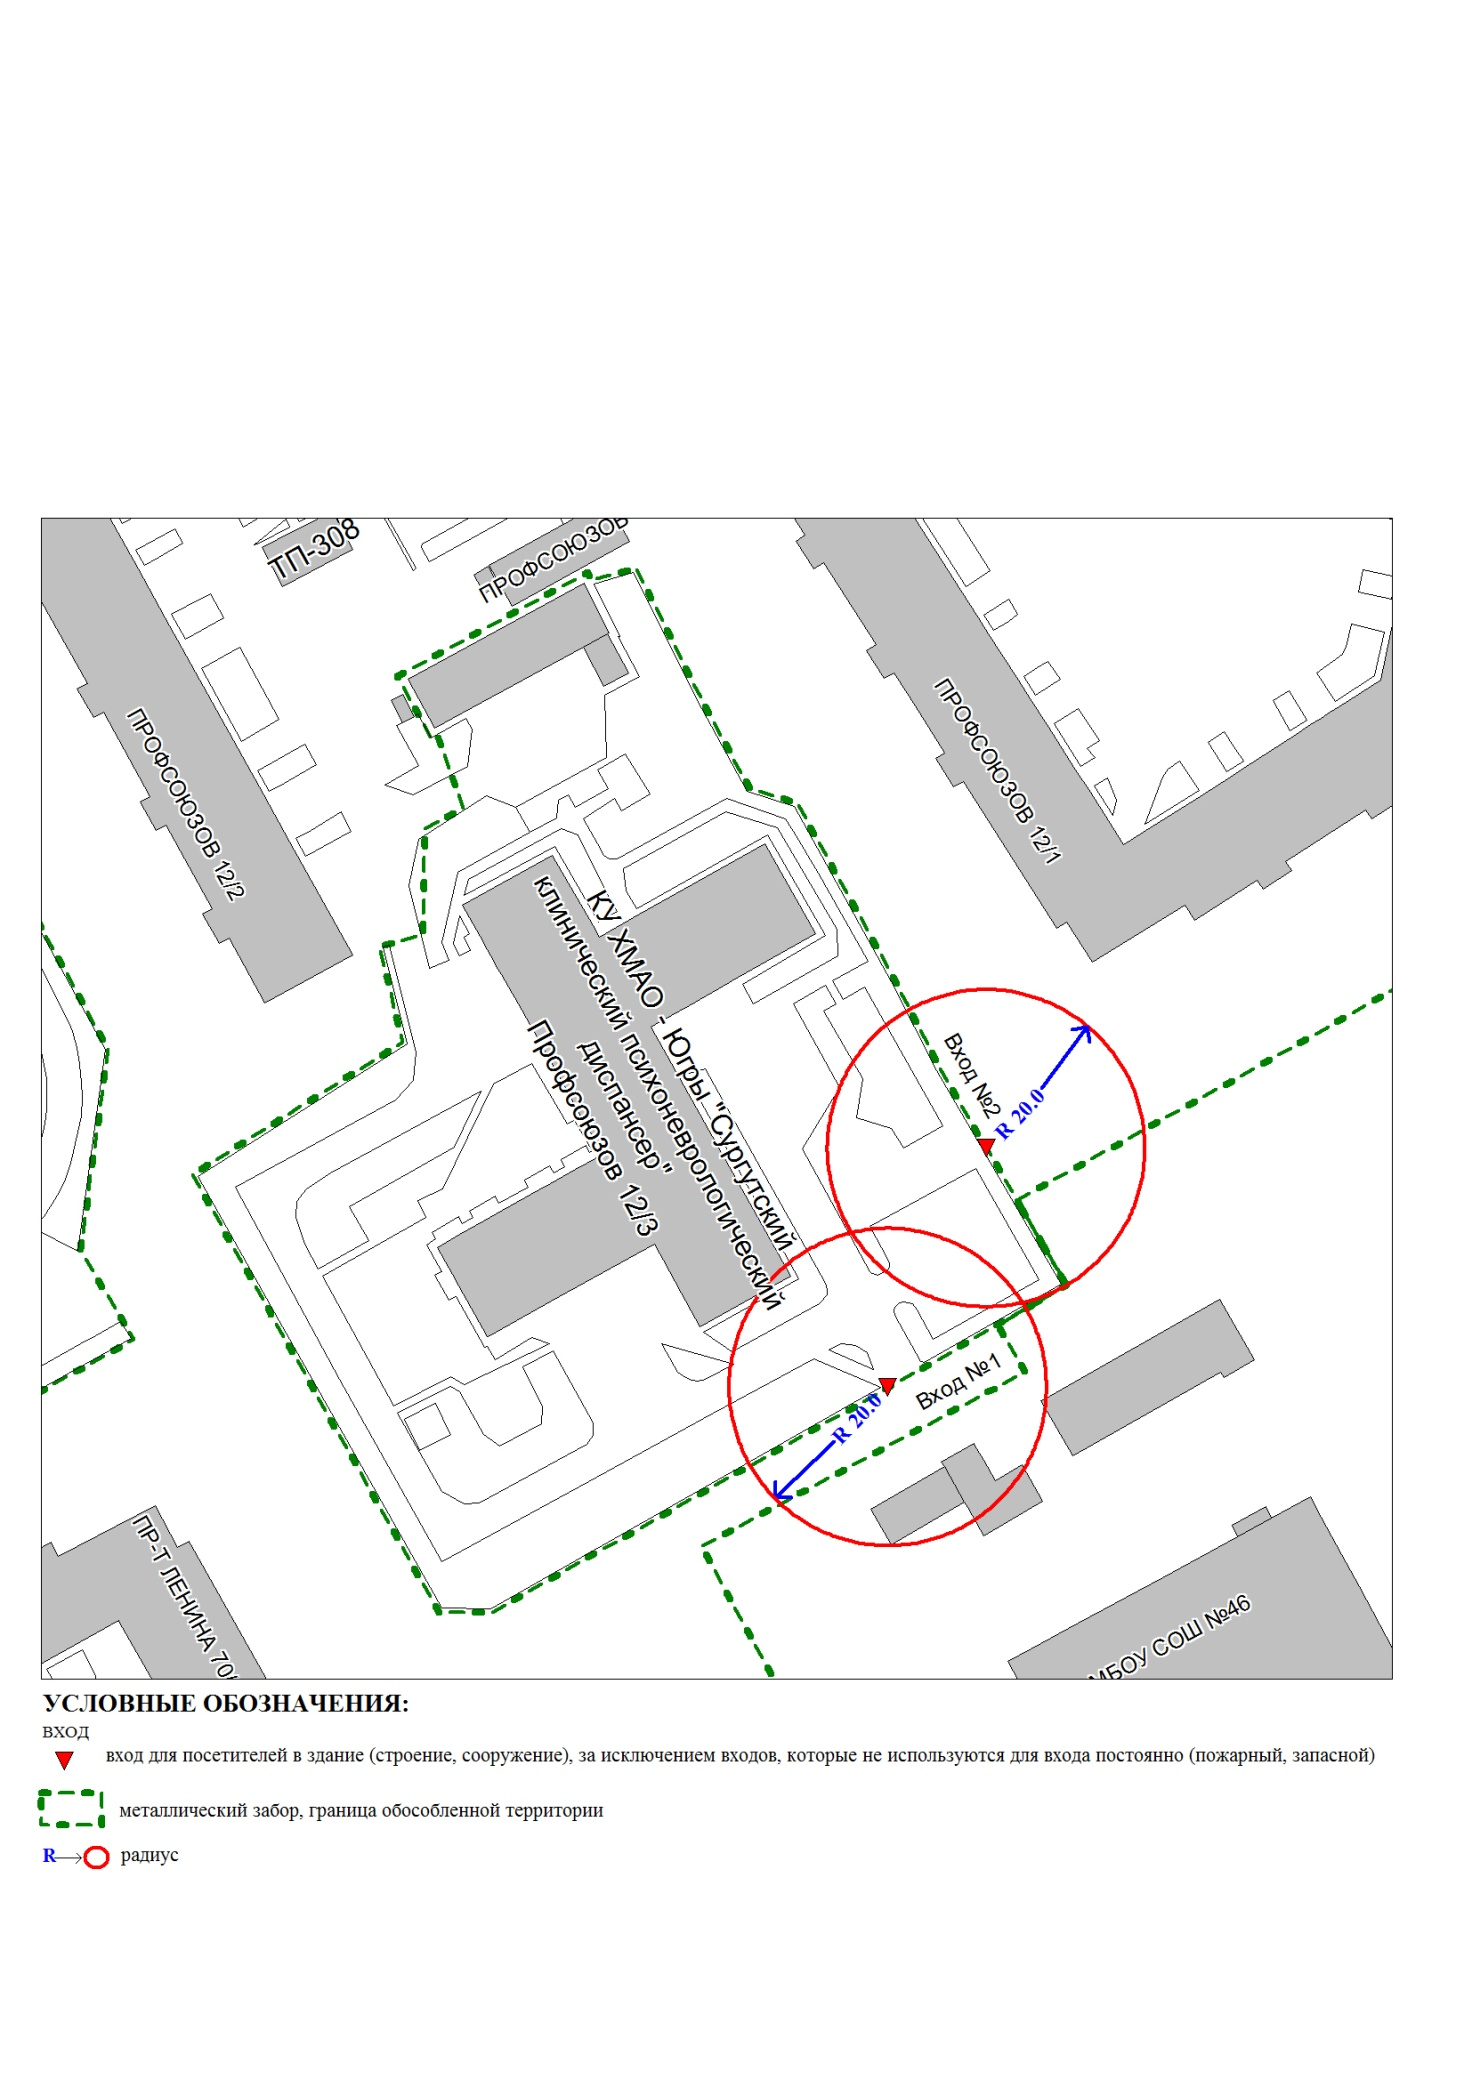 ТП-308
ПРОФСОЮЗОВ
ПРОФСОЮЗОВ 12/2
ПРОФСОЮЗОВ 12/1
КУ ХМАО - Югры "Сургутский
клинический психоневрологический
диспансер"
Профсоюзов 12/3
Вход №2
R 20.0
Вход №1
R 20.0
ПР-Т ЛЕНИНА 70
МБОУ СОШ №46
УСЛОВНЫЕ ОБОЗНАЧЕНИЯ:
ВХОД
вход для посетителей в здание (строение, сооружение), за исключением входов, которые не используются для входа постоянно (пожарный, запасной)
металлический забор, граница обособленной территории
R радиус